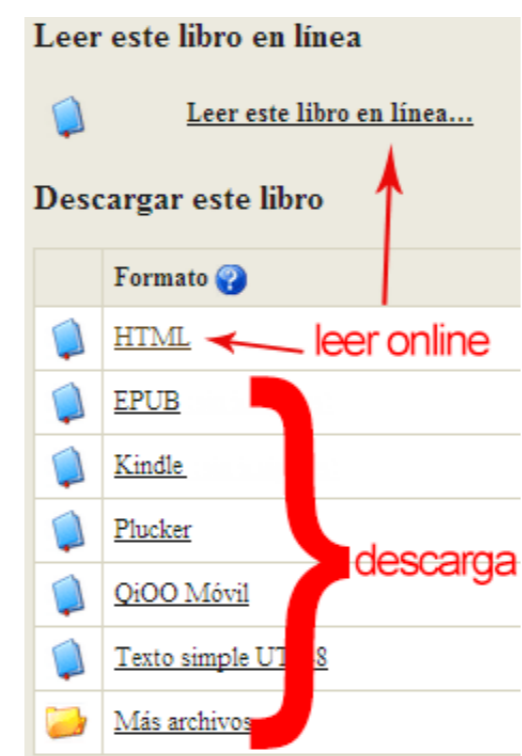 Leer este libro en línea
Leer este libro en línea...
Descargar este libro
Formato ?
HTML
leer online
EPUB
Kindle
Plucker
descarga
QiOO Móvil
Texto simple 8
Más archivos